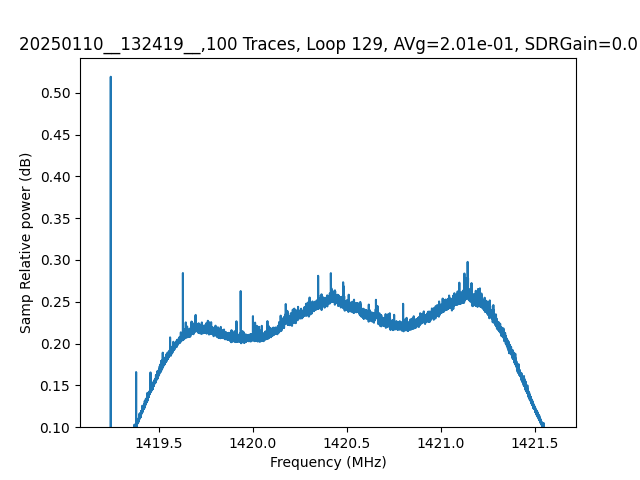 20250110__132419__,100 Traces, Loop 129, AVg=2.01e-01, SDRGain=0.0
Samp Relative power (dB)
0.50
0.45
0.40
0.35
0.30
0.25
0.20
0.15
0.10
1419.5 1420.0 1420.5 1421.0 1421.5
Frequency (MHz)